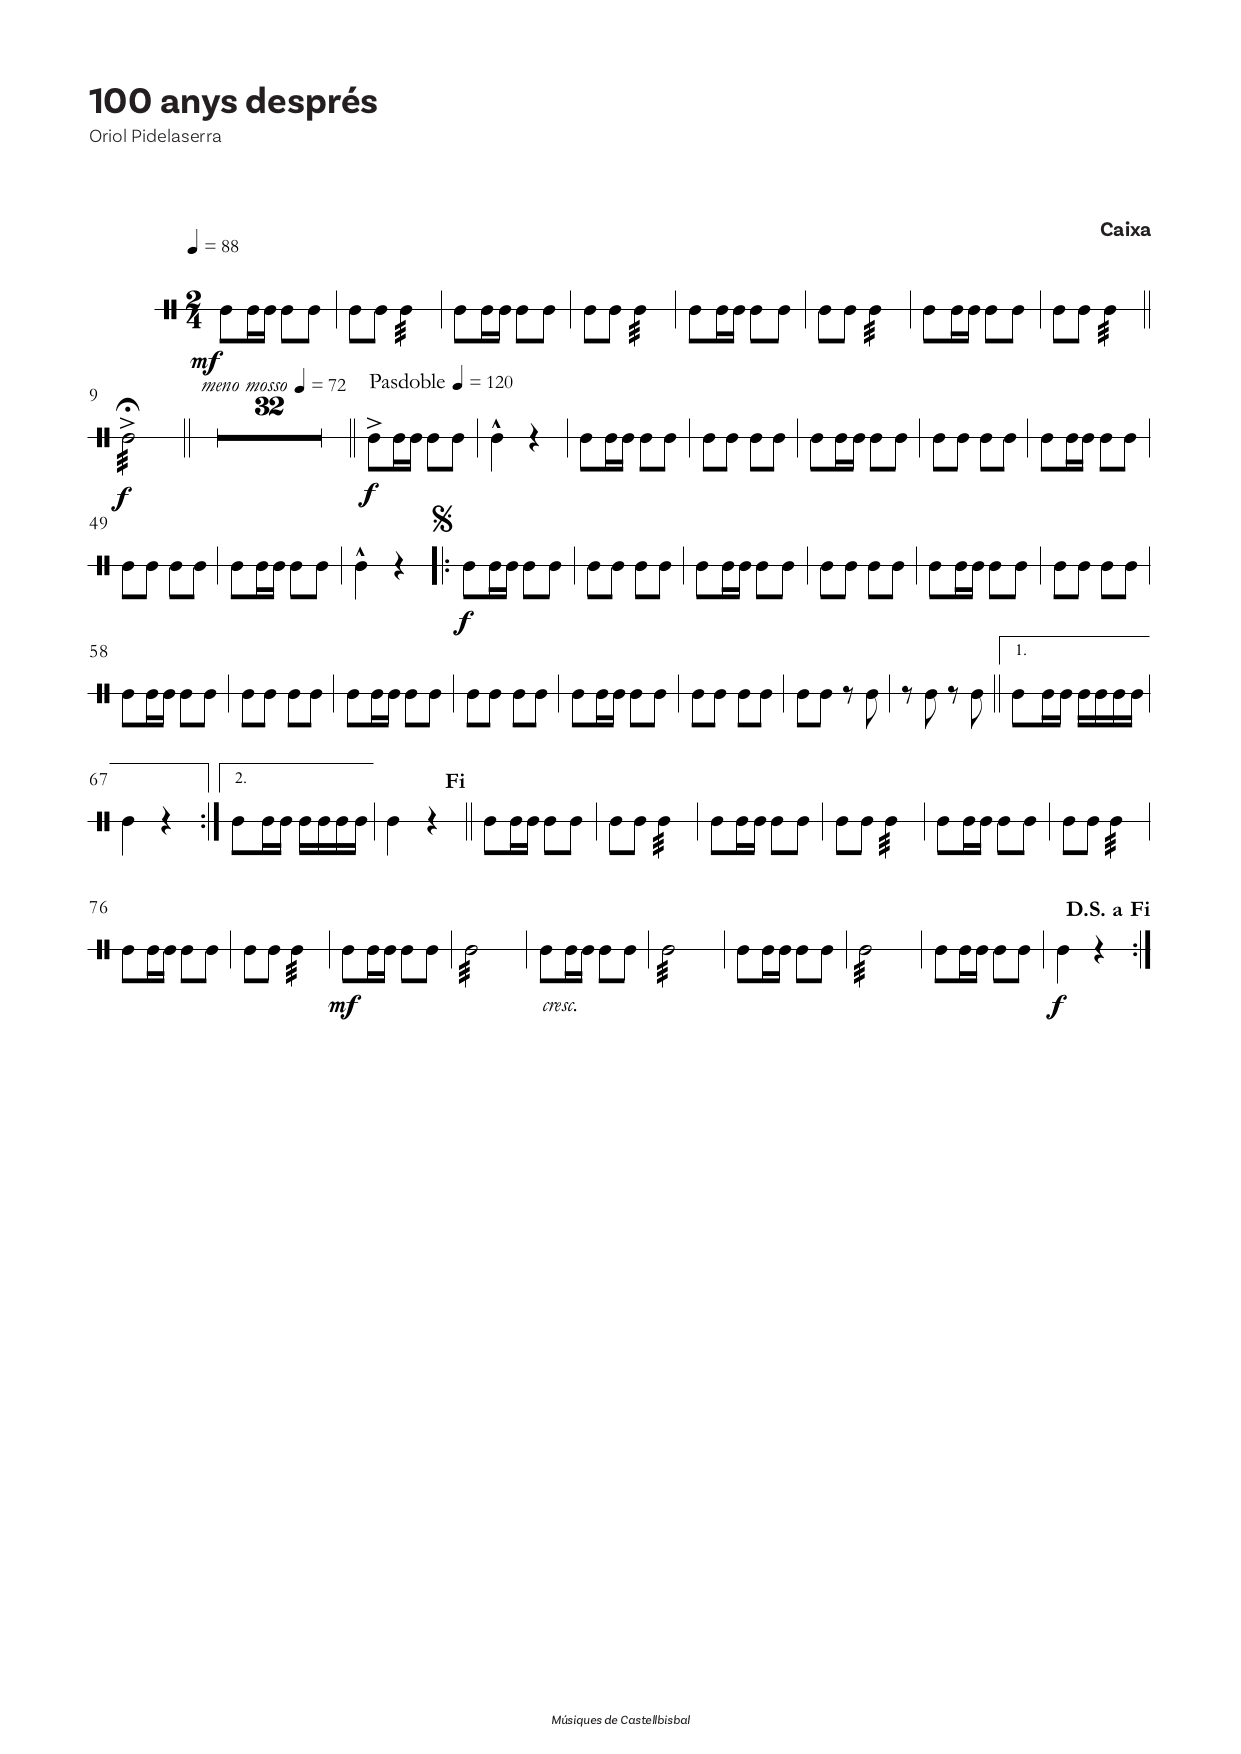 100 anys després
Oriol Pidelaserra
Caixa
= 88
2
4
mf
meno mosso = 72
Pasdoble = 120
9
32
f
f
49
f
58
1.
67
2.
Fi
76
D.S. a Fi
mf
cresc.
f
Músiques de Castellbisbal